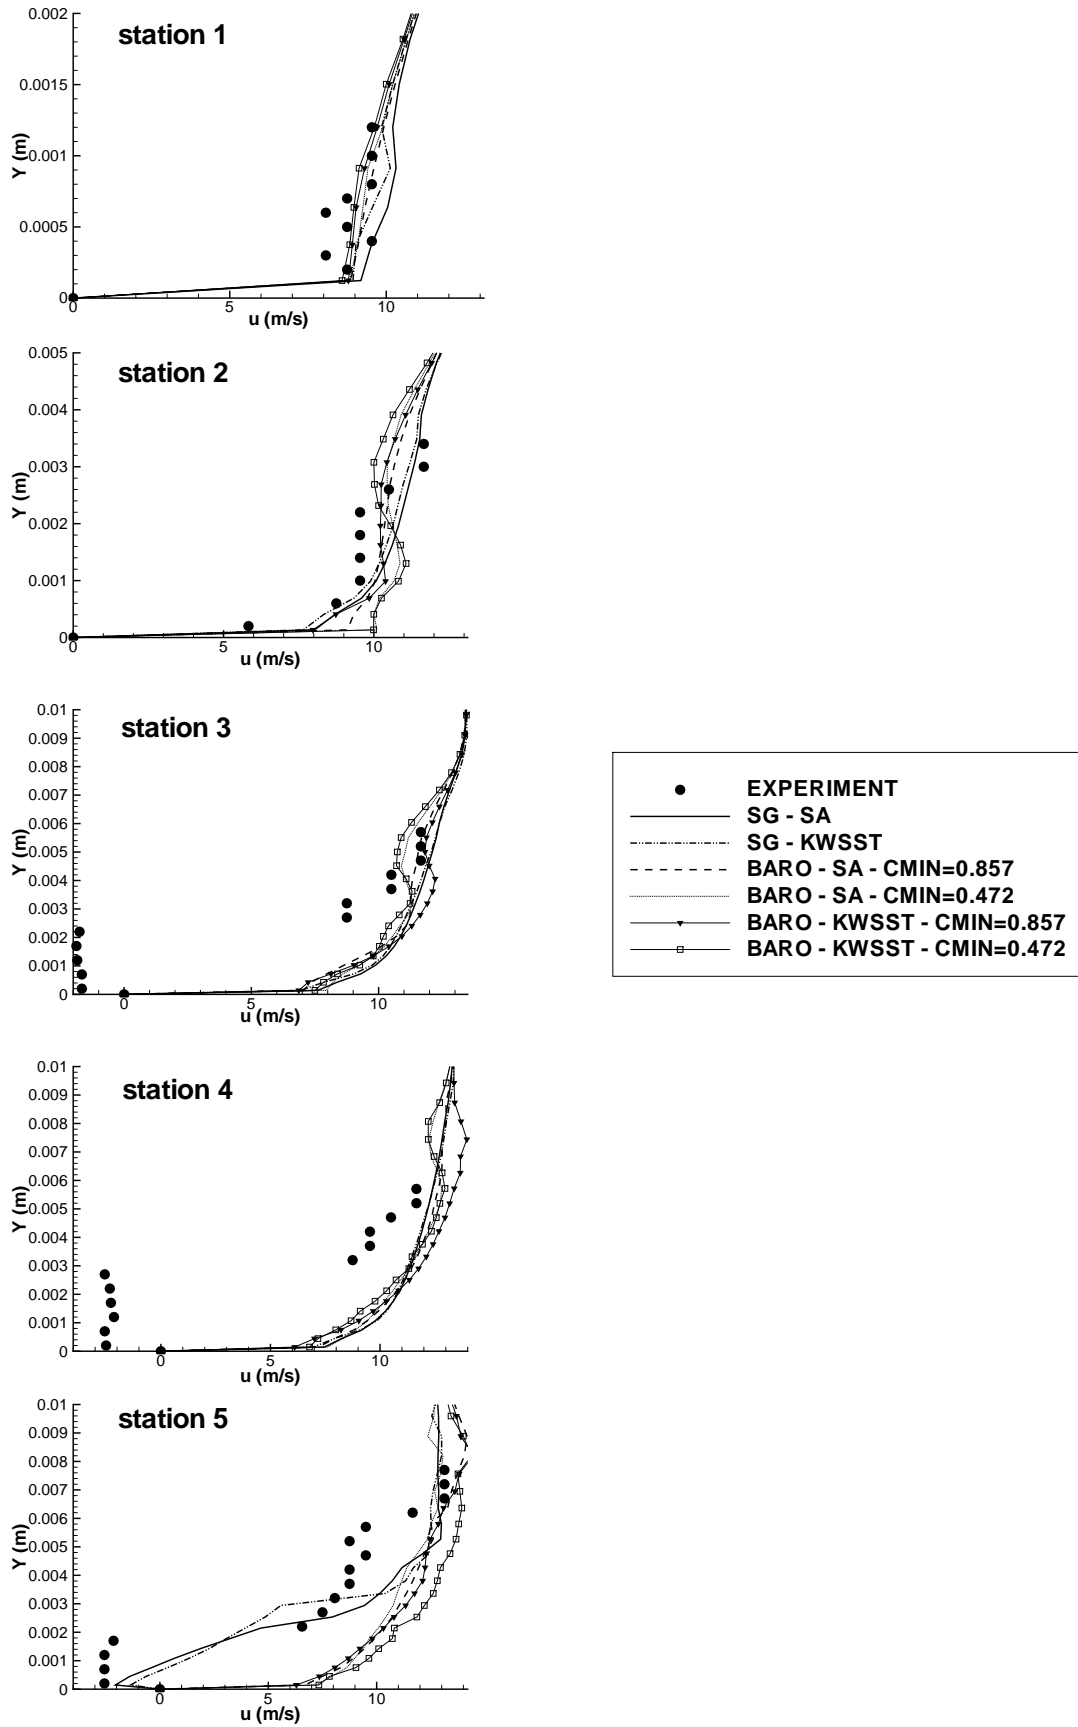 station 1
0.002
0.0015
0.001
0.0005
0
Y (m)
0
5
10
u (m/s)
station 2
0.005
0.004
0.003
0.002
0.001
0
Y (m)
5
10
u (m/s)
station 3
0.01
0.009
0.008
0.007
0.006
0.005
0.004
0.003
0.002
0.001
0
Y (m)
0
5
10
u (m/s)
EXPERIMENT
SG - SA
SG - KWSST
BARO - SA - CMIN=0.857
BARO - SA - CMIN=0.472
BARO - KWSST - CMIN=0.857
BARO - KWSST - CMIN=0.472
station 4
0.01
0.009
0.008
0.007
0.006
0.005
0.004
0.003
0.002
0.001
0
Y (m)
0
5
10
u (m/s)
station 5
0.01
0.009
0.008
0.007
0.006
0.005
0.004
0.003
0.002
0.001
0
Y (m)
0
5
10
u (m/s)